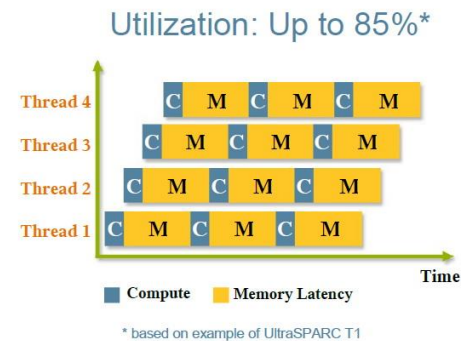 Utilization: Up to 85%*
Thread 4 C M C M C M
Thread 3 C M C M C M
Thread 2 C M C M C M
Thread 1 C M C M C M
Time
Compute Memory Latency
* based on example of UltraSPARC T1